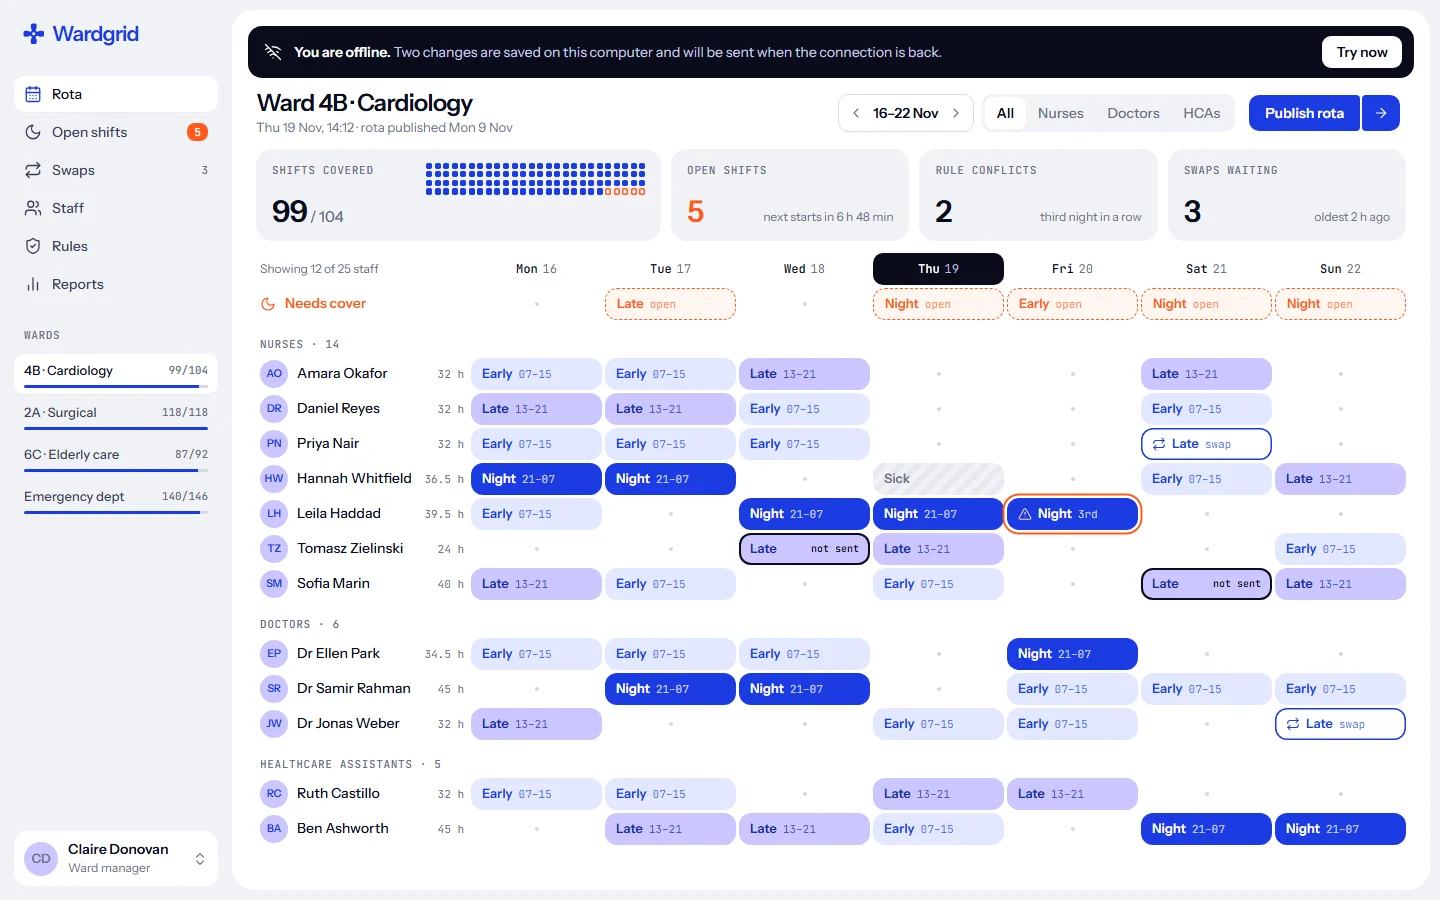 Wardgrid
Rota
Open shifts 5
Swaps 3
Staff
Rules
Reports
WARDS
4B · Cardiology 99/104
2A · Surgical 118/118
6C · Elderly care 87/92
Emergency dept 140/146
CD Claire Donovan
Ward manager
You are offline. Two changes are saved on this computer and will be sent when the connection is back. Try now
Ward 4B · Cardiology
Thu 19 Nov, 14:12 · rota published Mon 9 Nov
16–22 Nov
All Nurses Doctors HCAs
Publish rota
SHIFTS COVERED
99 / 104
OPEN SHIFTS
5 next starts in 6 h 48 min
RULE CONFLICTS
2 third night in a row
SWAPS WAITING
3 oldest 2 h ago
Showing 12 of 25 staff Mon 16 Tue 17 Wed 18 Thu 19 Fri 20 Sat 21 Sun 22
Needs cover Late open Night open Early open Night open Night open
NURSES · 14
AO Amara Okafor 32 h Early 07–15 Early 07–15 Late 13–21 Late 13–21
DR Daniel Reyes 32 h Late 13–21 Late 13–21 Early 07–15 Early 07–15
PN Priya Nair 32 h Early 07–15 Early 07–15 Early 07–15 Late swap
HW Hannah Whitfield 36.5 h Night 21–07 Night 21–07 Sick Early 07–15 Late 13–21
LH Leila Haddad 39.5 h Early 07–15 Night 21–07 Night 21–07 Night 3rd
TZ Tomasz Zielinski 24 h Late not sent Late 13–21 Early 07–15
SM Sofia Marin 40 h Late 13–21 Early 07–15 Early 07–15 Late not sent Late 13–21
DOCTORS · 6
EP Dr Ellen Park 34.5 h Early 07–15 Early 07–15 Early 07–15 Night 21–07
SR Dr Samir Rahman 45 h Night 21–07 Night 21–07 Early 07–15 Early 07–15 Early 07–15
JW Dr Jonas Weber 32 h Late 13–21 Early 07–15 Early 07–15 Late swap
HEALTHCARE ASSISTANTS · 5
RC Ruth Castillo 32 h Early 07–15 Early 07–15 Late 13–21 Late 13–21
BA Ben Ashworth 45 h Late 13–21 Late 13–21 Early 07–15 Night 21–07 Night 21–07